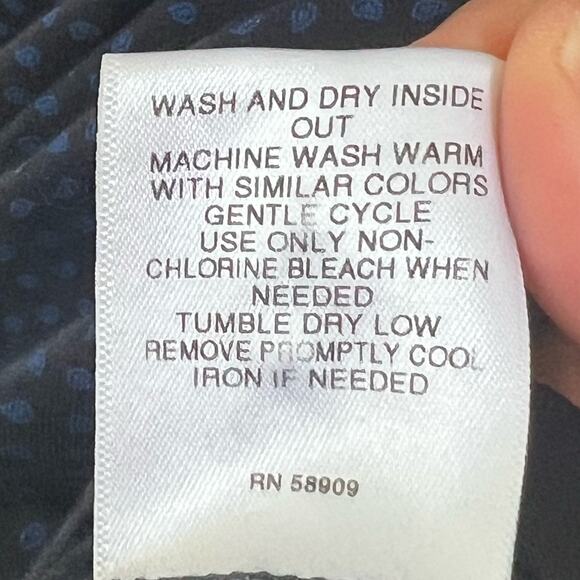 WASH AND DRY INSIDE
OUT
MACHINE WASH WARM
WITH SIMILAR COLORS
GENTLE CYCLE
USE ONLY NON-
CHLORINE BLEACH WHEN
NEEDED
TUMBLE DRY LOW
REMOVE PROMPTLY COOL
IRON IF NEEDED
RN 58909